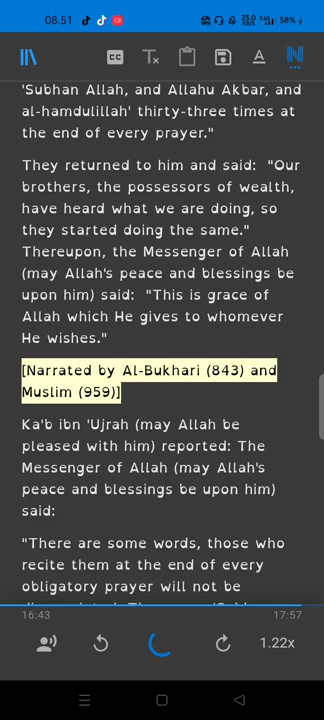 08.51
38%
CC
'Subhan Allah, and Allahu Akbar, and
al-hamdulillah' thirty-three times at
the end of every prayer."
They returned to him and said: "Our
brothers, the possessors of wealth,
have heard what we are doing, so
they started doing the same."
Thereupon, the Messenger of Allah
(may Allah's peace and blessings be
upon him) said: "This is grace of
Allah which He gives to whomever
He wishes."
[Narrated by Al-Bukhari (843) and
Muslim (959)]
Ka'b ibn 'Ujrah (may Allah be
pleased with him) reported: The
Messenger of Allah (may Allah's
peace and blessings be upon him)
said:
"There are some words, those who
recite them at the end of every
obligatory prayer will not be
16:43
17:57
1.22x